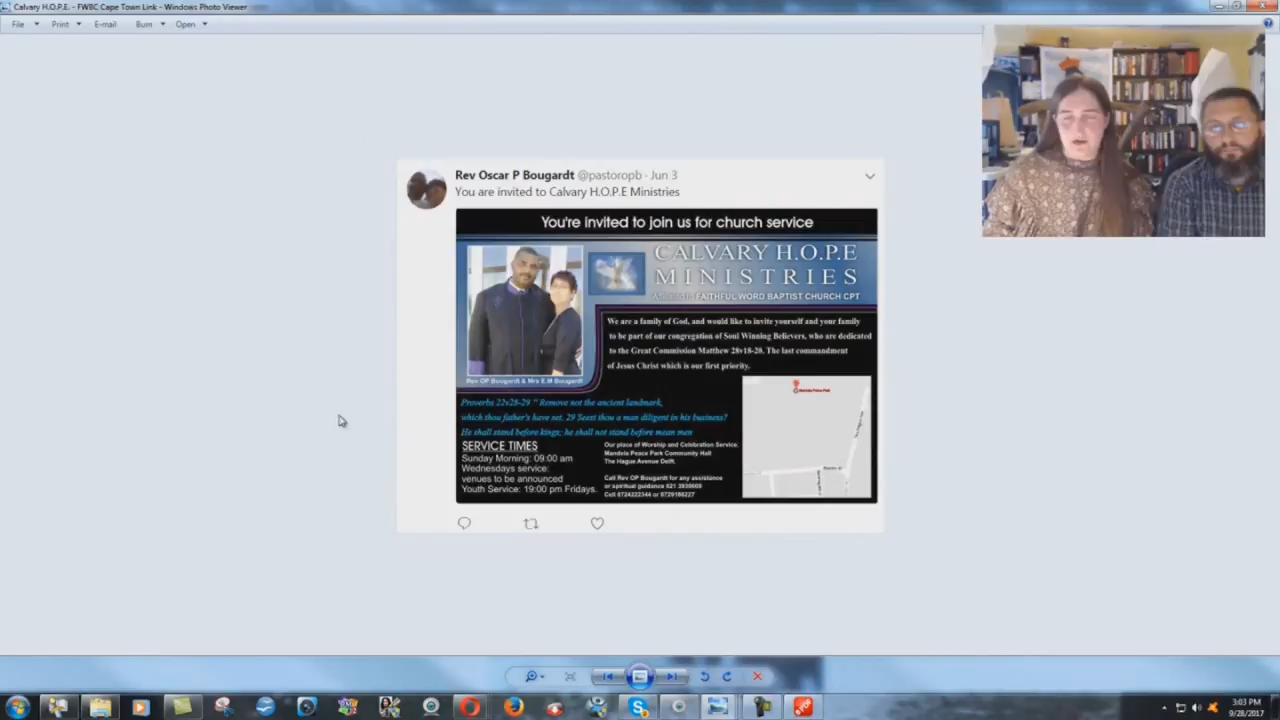 Calvary H.O.P.E. - FWBC Cape Town Link - Windows Photo Viewer
File Print E-mail Burn Open
Rev Oscar P Bougardt @pastoropb · Jun 3
You are invited to Calvary H.O.P.E Ministries
You're invited to join us for church service
CALVARY H.O.P.E
MINISTRIES
FAITHFUL WORD BAPTIST CHURCH CPT
We are a family of God, and would like to invite yourself and your family
to be part of our congregation of Soul Winning Believers, who are dedicated
to the Great Commission Matthew 28v18-20. The last commandment
of Jesus Christ which is our first priority.
Rev OP Bougardt & Mrs E.M Bougardt
Proverbs 22v28-29 " Remove not the ancient landmark,
which thou father's have set. 29 Seest thou a man diligent in his business?
He shall stand before kings; he shall not stand before mean men
SERVICE TIMES
Sunday Morning: 09:00 am
Wednesdays service:
venues to be announced
Youth Service: 19:00 pm Fridays.
Our place of Worship and Celebration Service.
Mandela Peace Park Community Hall
The Hague Avenue Delft.
Call Rev OP Bougardt for any assistance
or spiritual guidance 021
Cell 0724222344 or
Mandela Peace Park
3:03 PM
9/28/2017